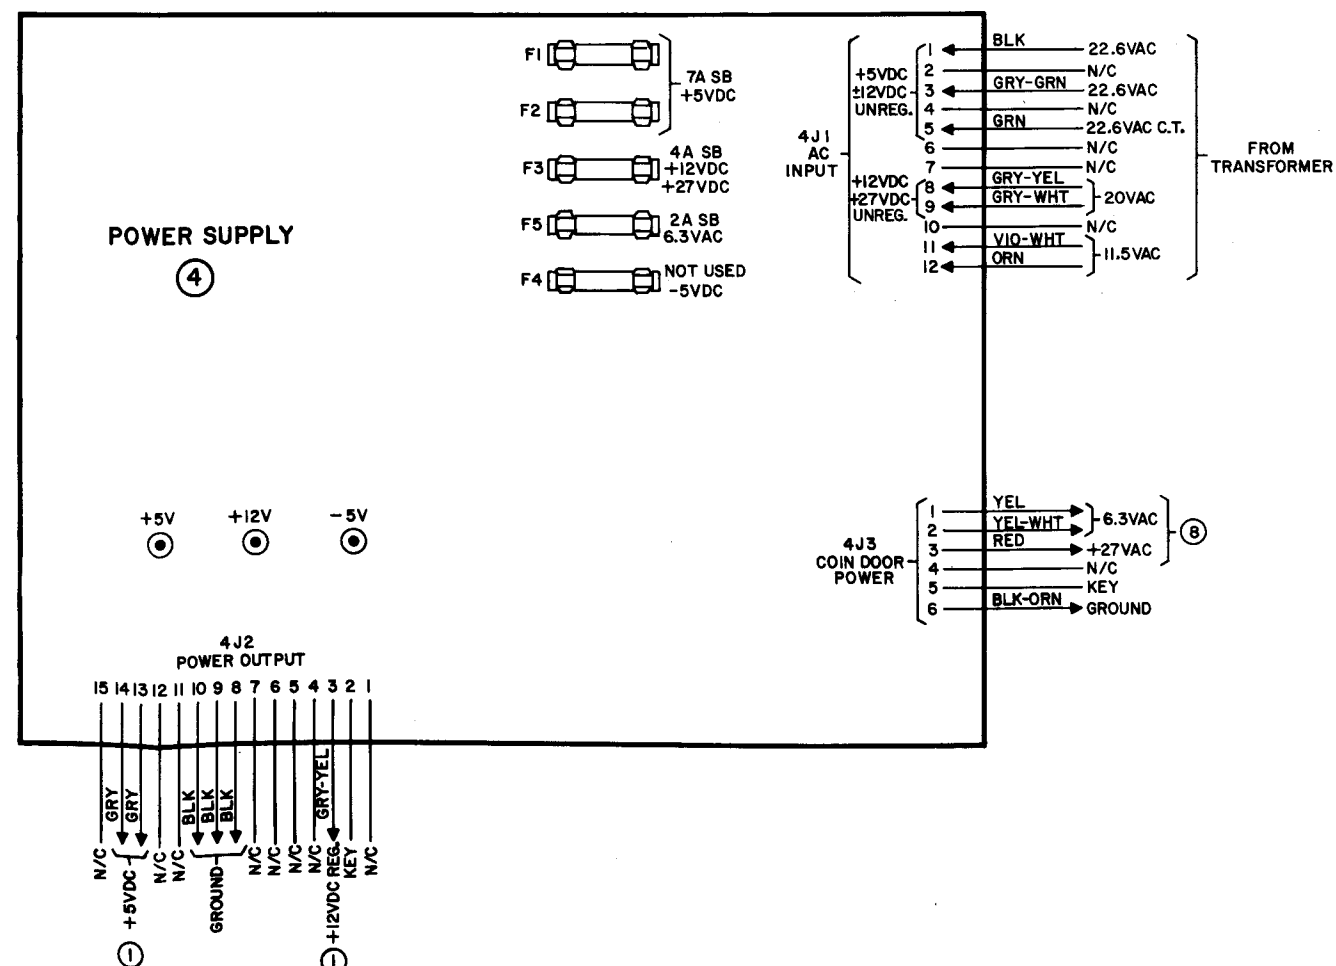 POWER SUPPLY
4
F1
F2
7A SB
+5VDC
F3
4A SB
+12VDC
+27VDC
F5
2A SB
6.3VAC
F4
NOT USED
-5VDC
4J1
AC
INPUT
+5VDC
±12VDC
UNREG.
+12VDC
+27VDC
UNREG.
1 BLK 22.6VAC
2 N/C
3 GRY-GRN 22.6VAC
4 N/C
5 GRN 22.6VAC C.T.
6 N/C
7 N/C
8 GRY-YEL
9 GRY-WHT
20VAC
10 N/C
11 VIO-WHT
12 ORN
11.5VAC
FROM
TRANSFORMER
+5V
+12V
-5V
4J3
COIN DOOR
POWER
1 YEL
2 YEL-WHT
6.3VAC
3 RED +27VAC
8
4 N/C
5 KEY
6 BLK-ORN GROUND
4J2
POWER OUTPUT
15 14 13 12 11 10 9 8 7 6 5 4 3 2 1
GRY
GRY
BLK
BLK
BLK
GRY-YEL
N/C
+5VDC
N/C
N/C
GROUND
N/C
N/C
N/C
N/C
+12VDC REG.
KEY
N/C
1
1